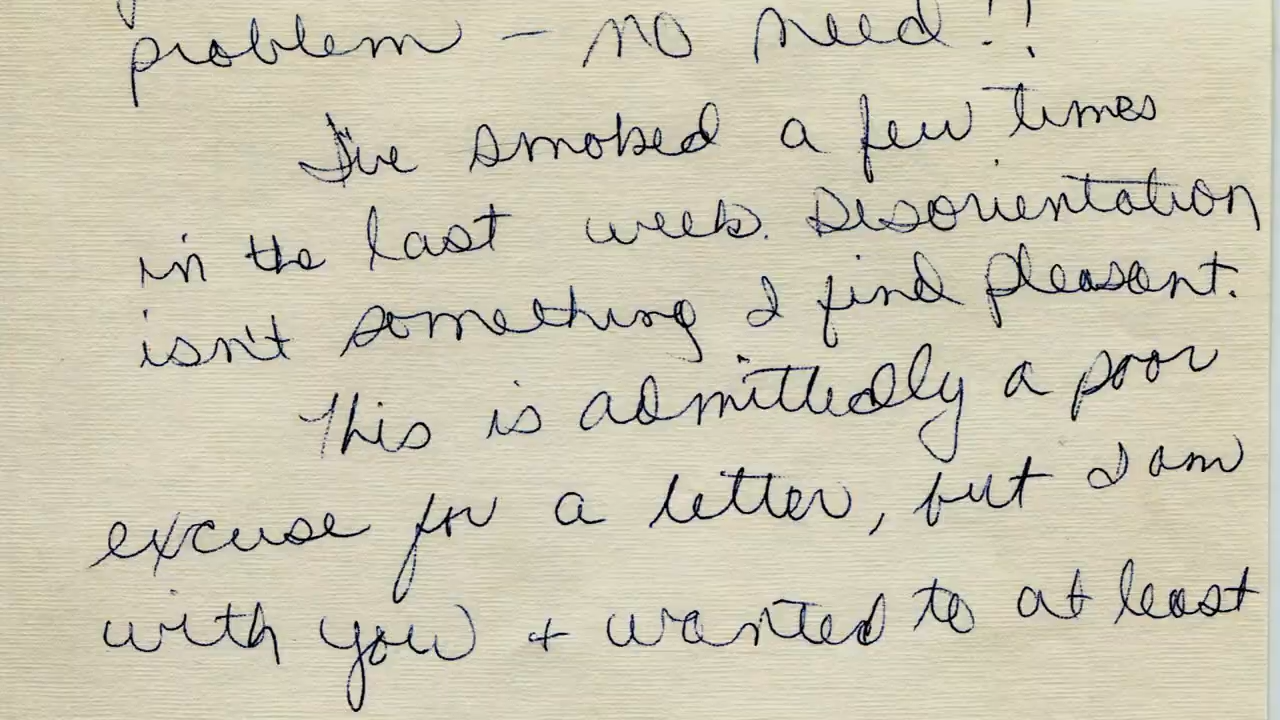 problem – no need!!
I've smoked a few times
in the last week. Disorientation
isn't something I find pleasant.
This is admittedly a poor
excuse for a letter, but I am
with you + wanted to at least